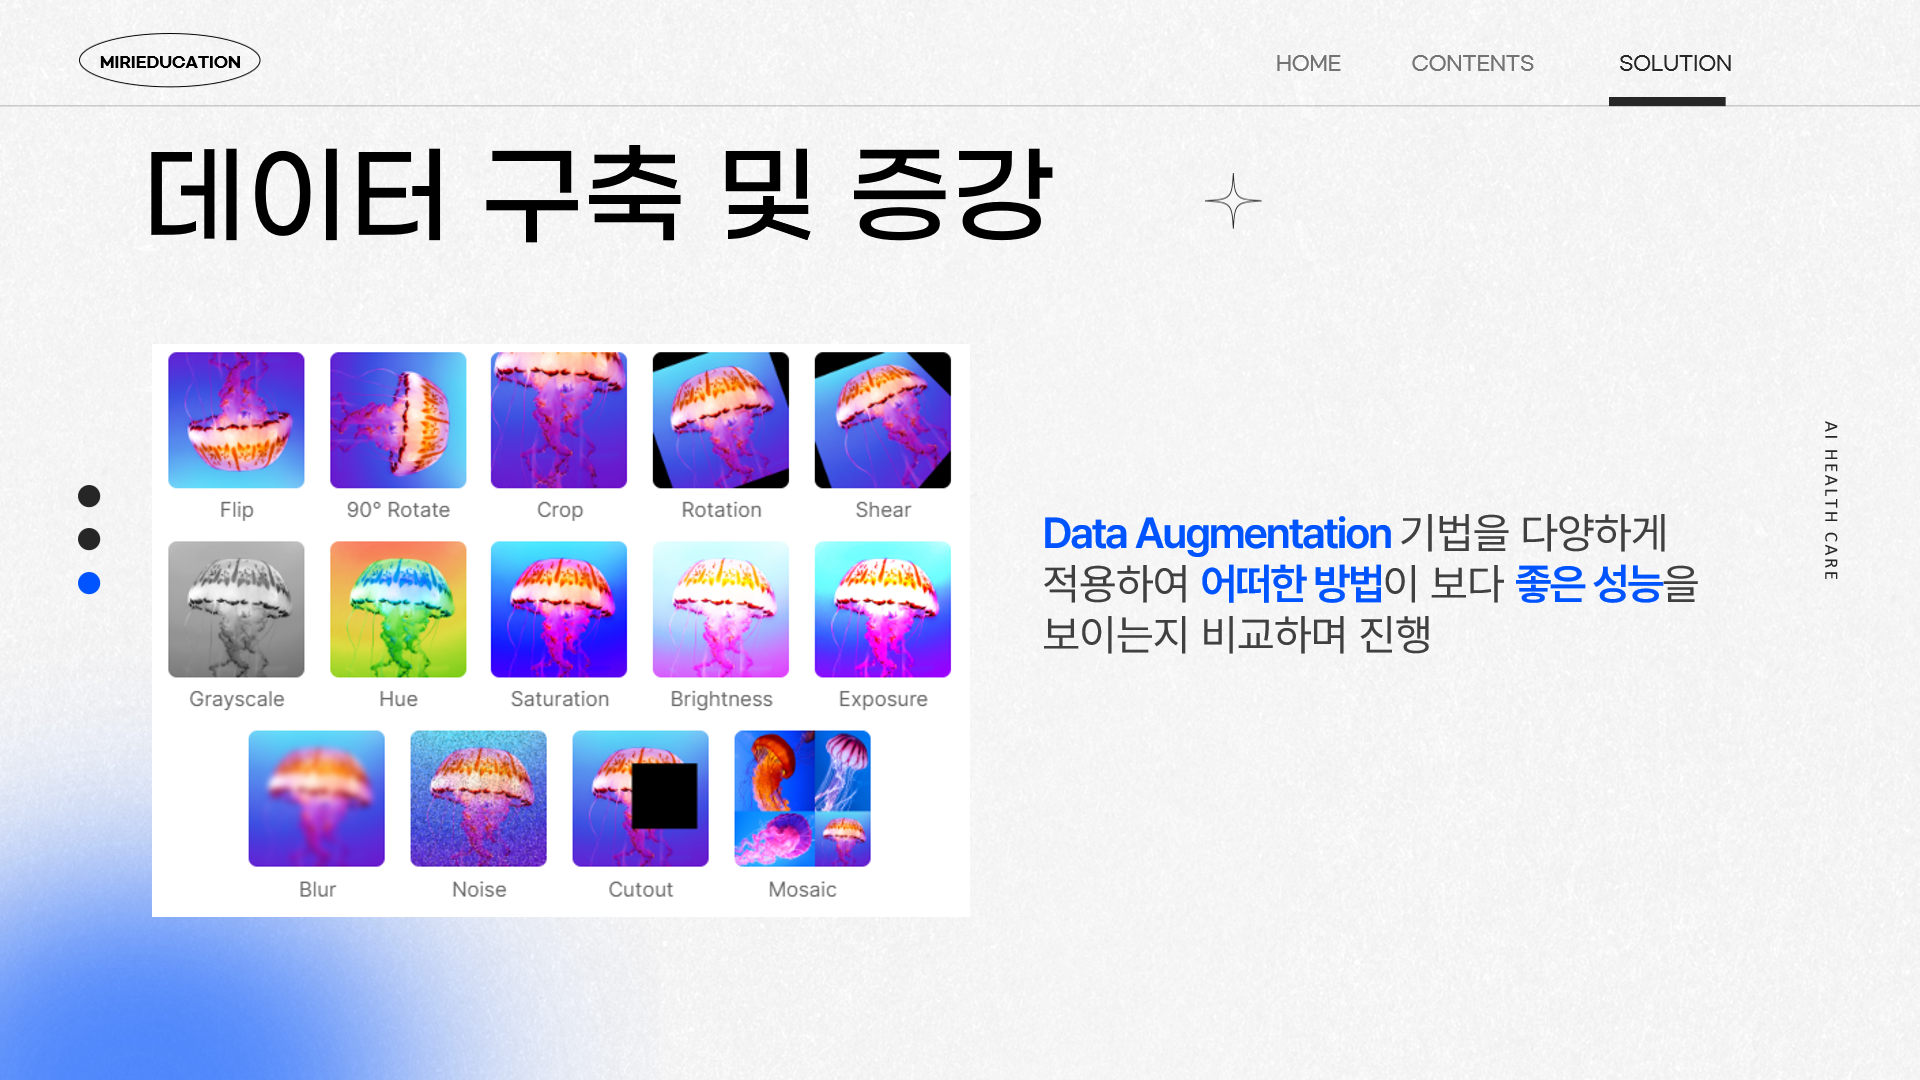 MIRIEDUCATION
HOME CONTENTS SOLUTION
데이터 구축 및 증강
Flip 90° Rotate Crop Rotation Shear
Grayscale Hue Saturation Brightness Exposure
Blur Noise Cutout Mosaic
Data Augmentation 기법을 다양하게
적용하여 어떠한 방법이 보다 좋은 성능을
보이는지 비교하며 진행
AI HEALTH CARE